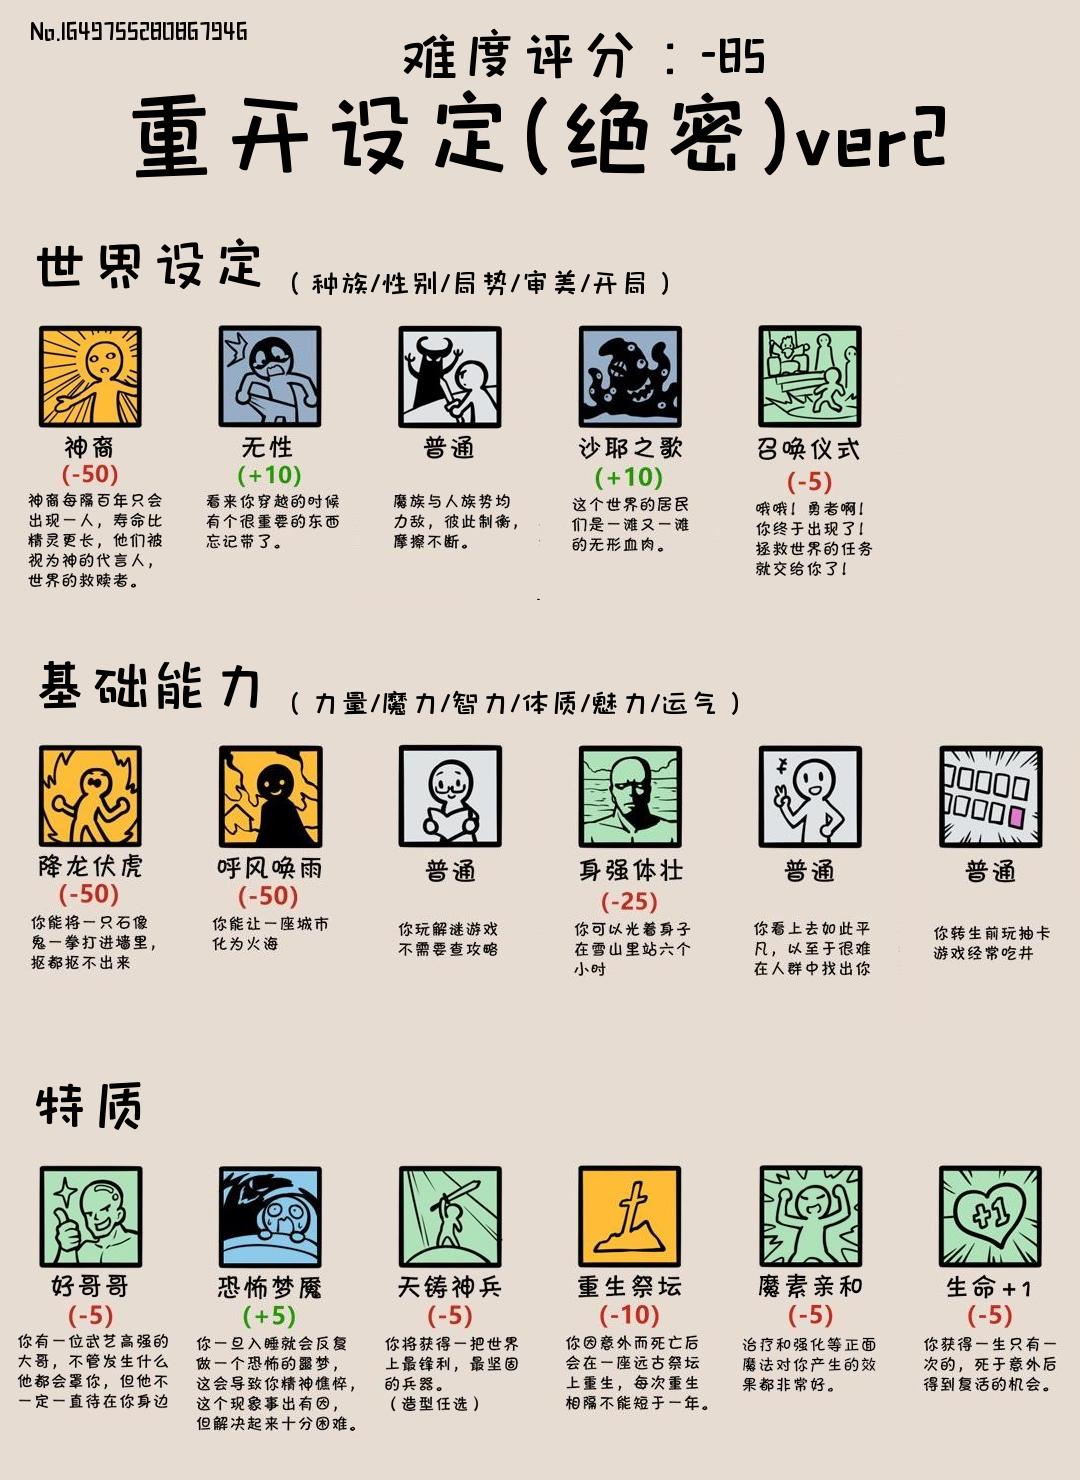 No.1649755280867946
难度评分：-85
重开设定(绝密)ver2
世界设定（种族/性别/局势/审美/开局）
神裔
(-50)
神裔每隔百年只会
出现一人，寿命比
精灵更长，他们被
视为神的代言人，
世界的救赎者。
无性
(+10)
看来你穿越的时候
有个很重要的东西
忘记带了。
普通
魔族与人族势均
力敌，彼此制衡，
摩擦不断。
沙耶之歌
(+10)
这个世界的居民
们是一滩又一滩
的无形血肉。
召唤仪式
(-5)
哦哦！勇者啊！
你终于出现了！
拯救世界的任务
就交给你了！
基础能力（力量/魔力/智力/体质/魅力/运气）
降龙伏虎
(-50)
你能将一只石像
鬼一拳打进墙里，
抠都抠不出来
呼风唤雨
(-50)
你能让一座城市
化为火海
普通
你玩解谜游戏
不需要查攻略
身强体壮
(-25)
你可以光着身子
在雪山里站六个
小时
普通
你看上去如此平
凡，以至于很难
在人群中找出你
普通
你转生前玩抽卡
游戏经常吃井
特质
好哥哥
(-5)
你有一位武艺高强的
大哥，不管发生什么
他都会罩你，但他不
一定一直待在你身边
恐怖梦魇
(+5)
你一旦入睡就会反复
做一个恐怖的噩梦，
这会导致你精神憔悴，
这个现象事出有因，
但解决起来十分困难。
天铸神兵
(-5)
你将获得一把世界
上最锋利，最坚固
的兵器。
（造型任选）
重生祭坛
(-10)
你因意外而死亡后
会在一座远古祭坛
上重生，每次重生
相隔不能短于一年。
魔素亲和
(-5)
治疗和强化等正面
魔法对你产生的效
果都非常好。
生命+1
(-5)
你获得一生只有一
次的，死于意外后
得到复活的机会。
+1